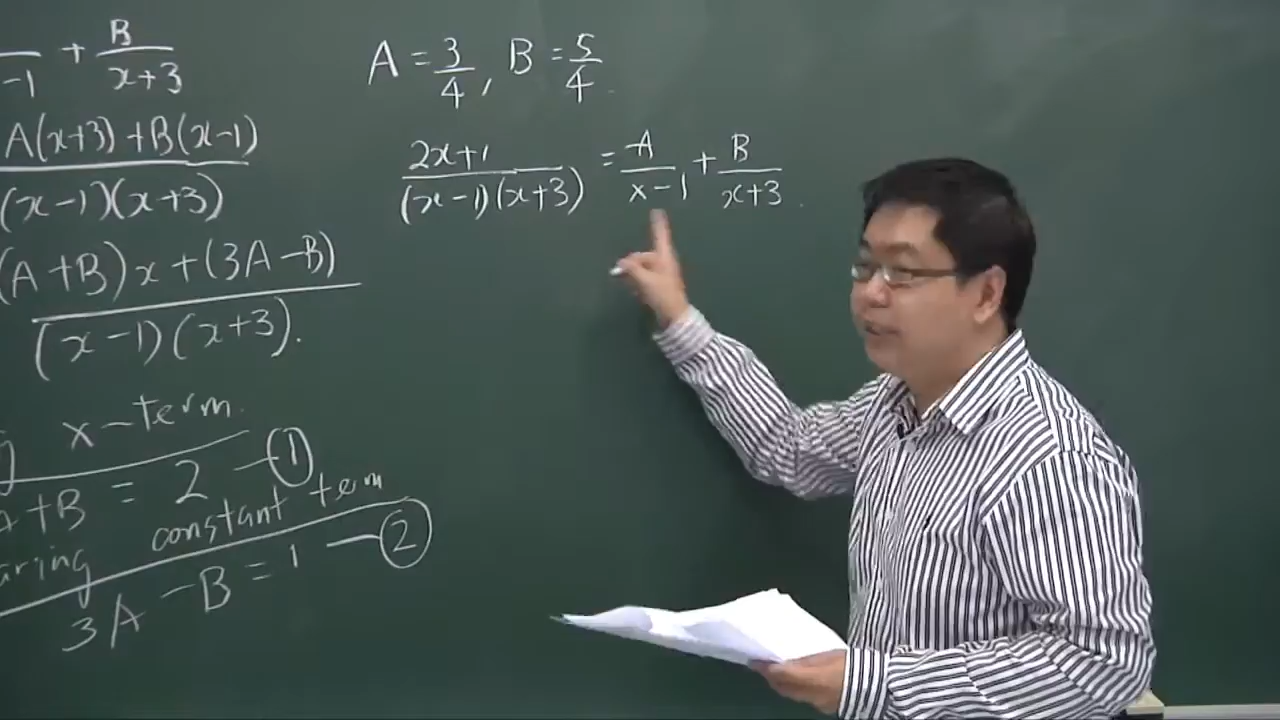 -1 + B/(x+3)
A(x+3)+B(x-1)
(x-1)(x+3)
(A+B)x+(3A-B)
(x-1)(x+3).
x-term.
A+B = 2 — ①
constant term
3A - B = 1 — ②
A = 3/4, B = 5/4.
(2x+1)/((x-1)(x+3)) = A/(x-1) + B/(x+3).